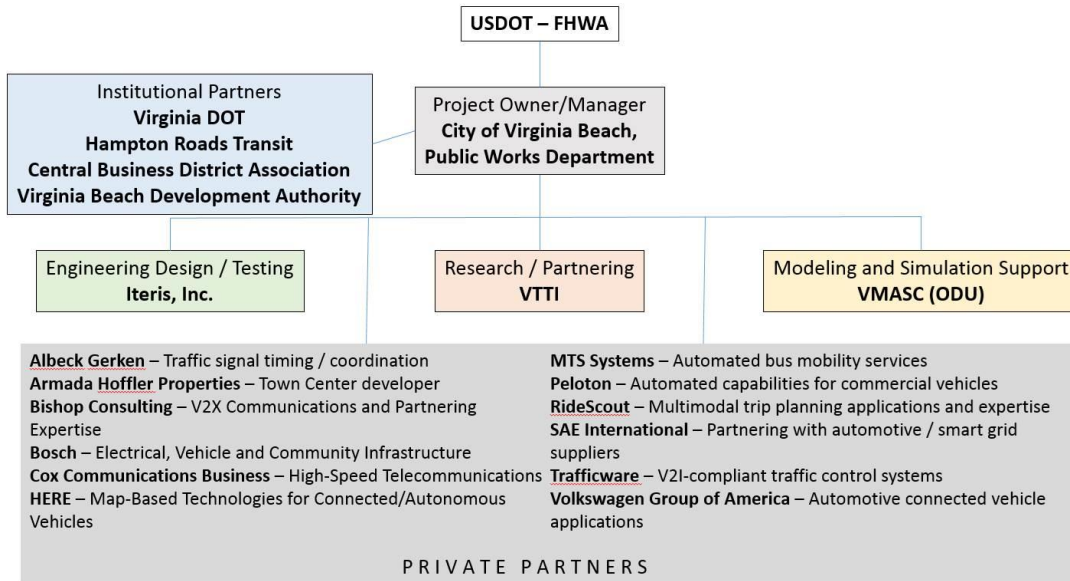 USDOT – FHWA
Institutional Partners
Virginia DOT
Hampton Roads Transit
Central Business District Association
Virginia Beach Development Authority
Project Owner/Manager
City of Virginia Beach,
Public Works Department
Engineering Design / Testing
Iteris, Inc.
Research / Partnering
VTTI
Modeling and Simulation Support
VMASC (ODU)
Albeck Gerken – Traffic signal timing / coordination
Armada Hoffler Properties – Town Center developer
Bishop Consulting – V2X Communications and Partnering
Expertise
Bosch – Electrical, Vehicle and Community Infrastructure
Cox Communications Business – High-Speed Telecommunications
HERE – Map-Based Technologies for Connected/Autonomous
Vehicles
MTS Systems – Automated bus mobility services
Peloton – Automated capabilities for commercial vehicles
RideScout – Multimodal trip planning applications and expertise
SAE International – Partnering with automotive / smart grid
suppliers
Trafficware – V2I-compliant traffic control systems
Volkswagen Group of America – Automotive connected vehicle
applications
PRIVATE PARTNERS